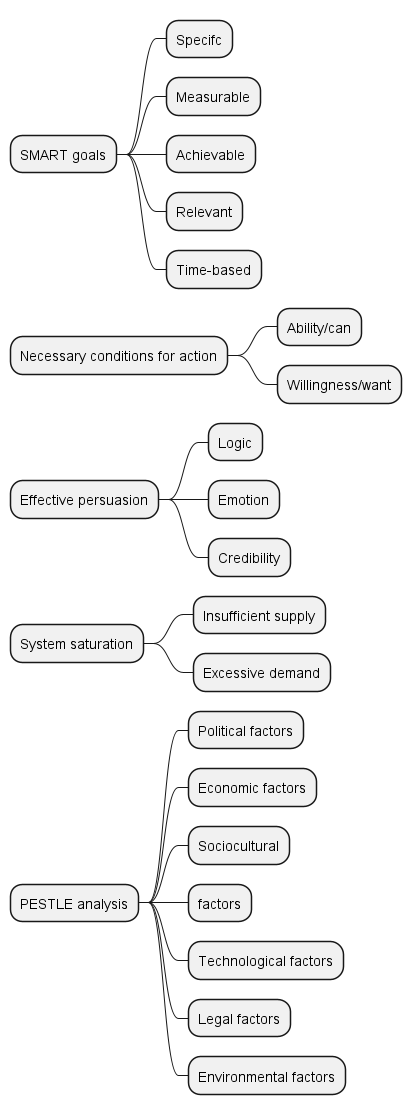 SMART goals
Specifc
Measurable
Achievable
Relevant
Time-based
Necessary conditions for action
Ability/can
Willingness/want
Effective persuasion
Logic
Emotion
Credibility
System saturation
Insufficient supply
Excessive demand
PESTLE analysis
Political factors
Economic factors
Sociocultural
factors
Technological factors
Legal factors
Environmental factors